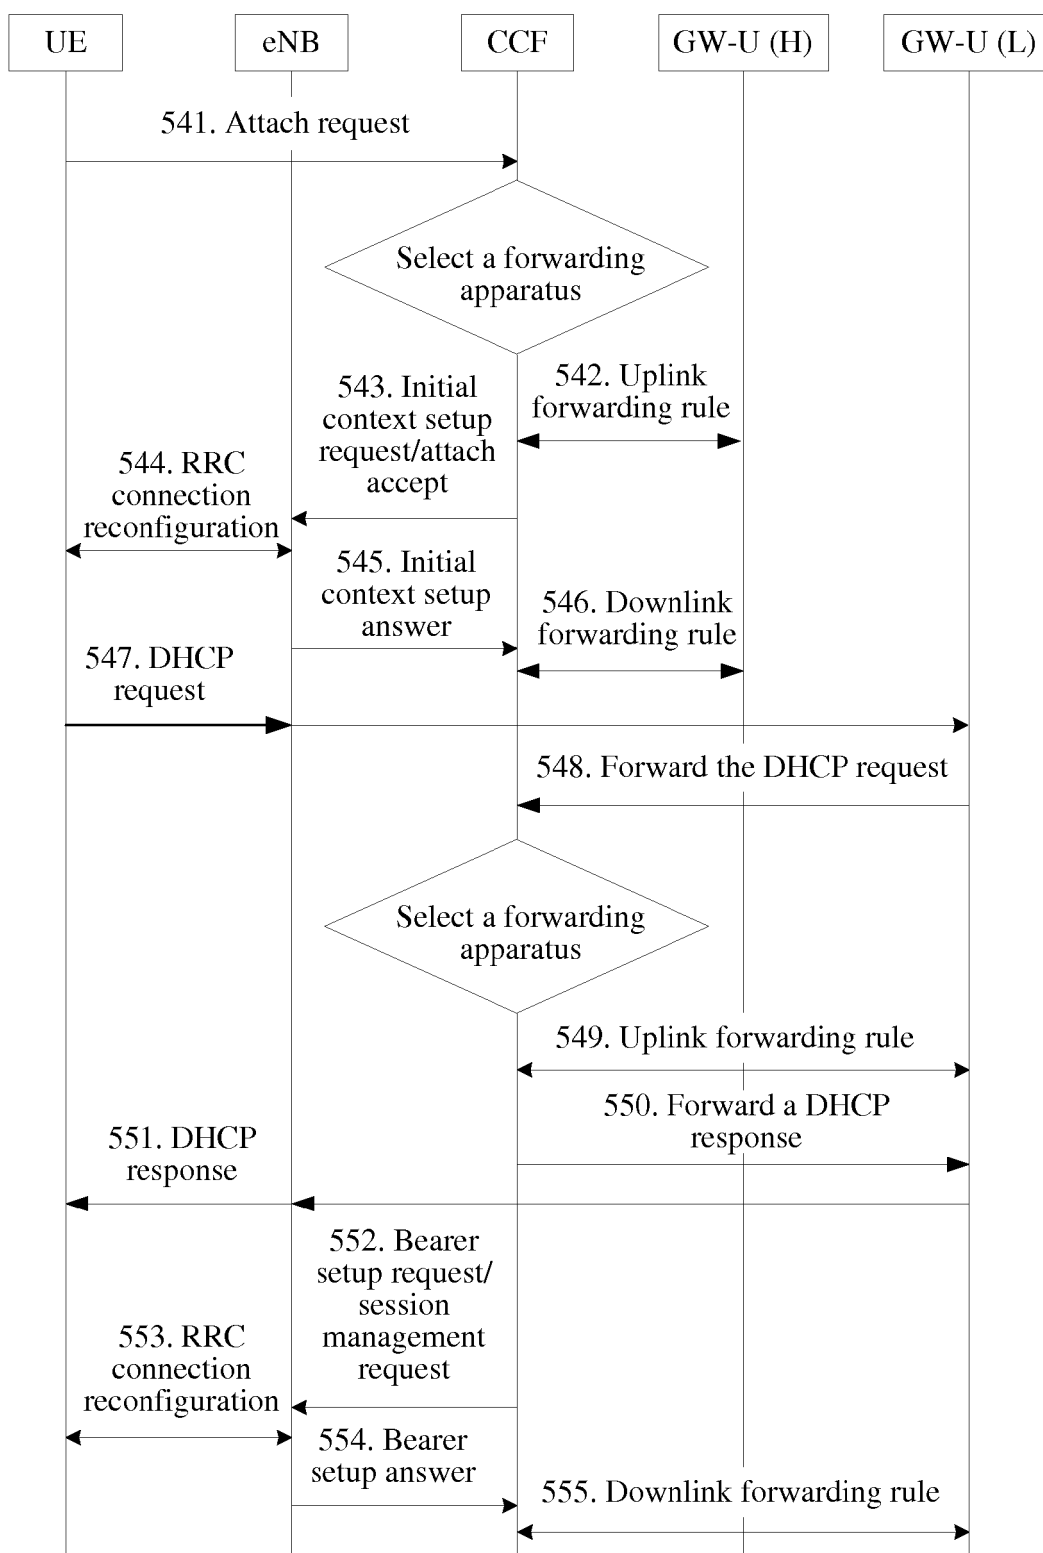 UE
eNB
CCF
GW-U (H)
GW-U (L)
541. Attach request
Select a forwarding
apparatus
542. Uplink
forwarding rule
543. Initial
context setup
request/attach
accept
544. RRC
connection
reconfiguration
545. Initial
context setup
answer
546. Downlink
forwarding rule
547. DHCP
request
548. Forward the DHCP request
Select a forwarding
apparatus
549. Uplink forwarding rule
550. Forward a DHCP
response
551. DHCP
response
552. Bearer
setup request/
session
management
request
553. RRC
connection
reconfiguration
554. Bearer
setup answer
555. Downlink forwarding rule